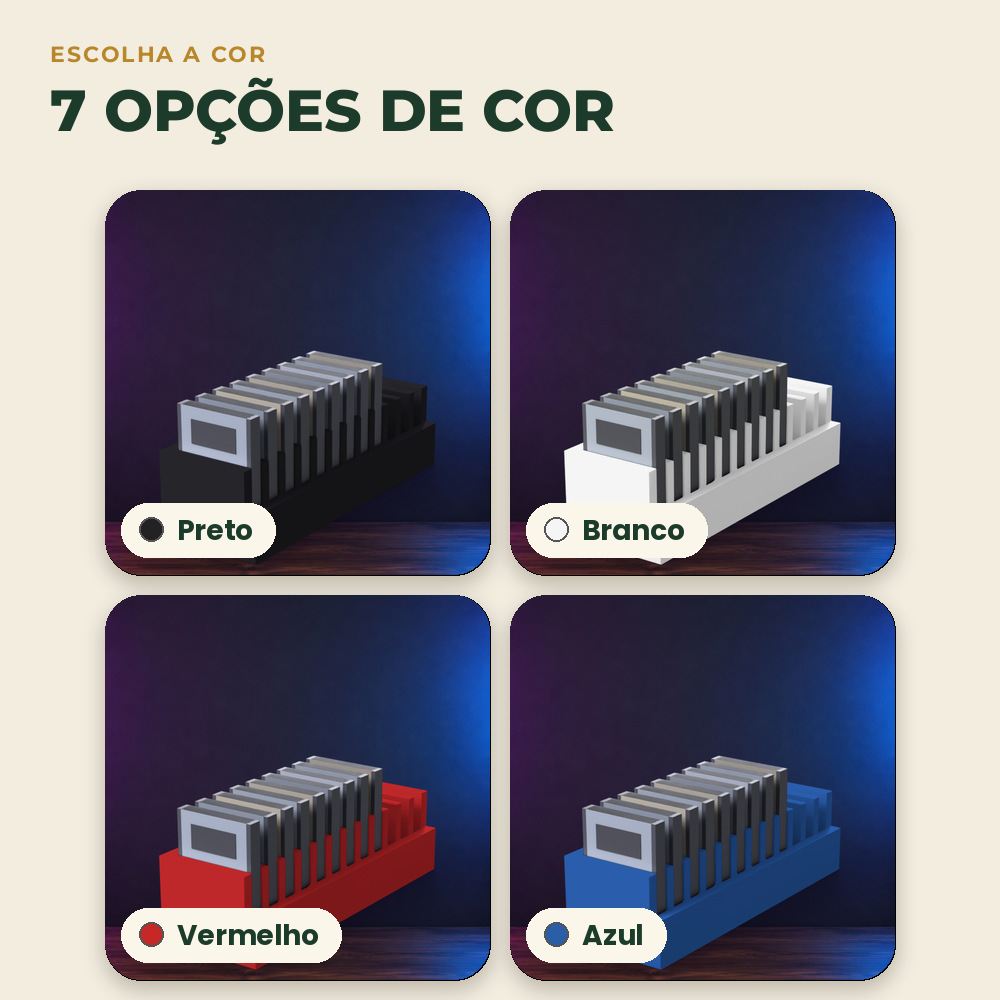 ESCOLHA A COR
7 OPÇÕES DE COR
Preto
Branco
Vermelho
Azul